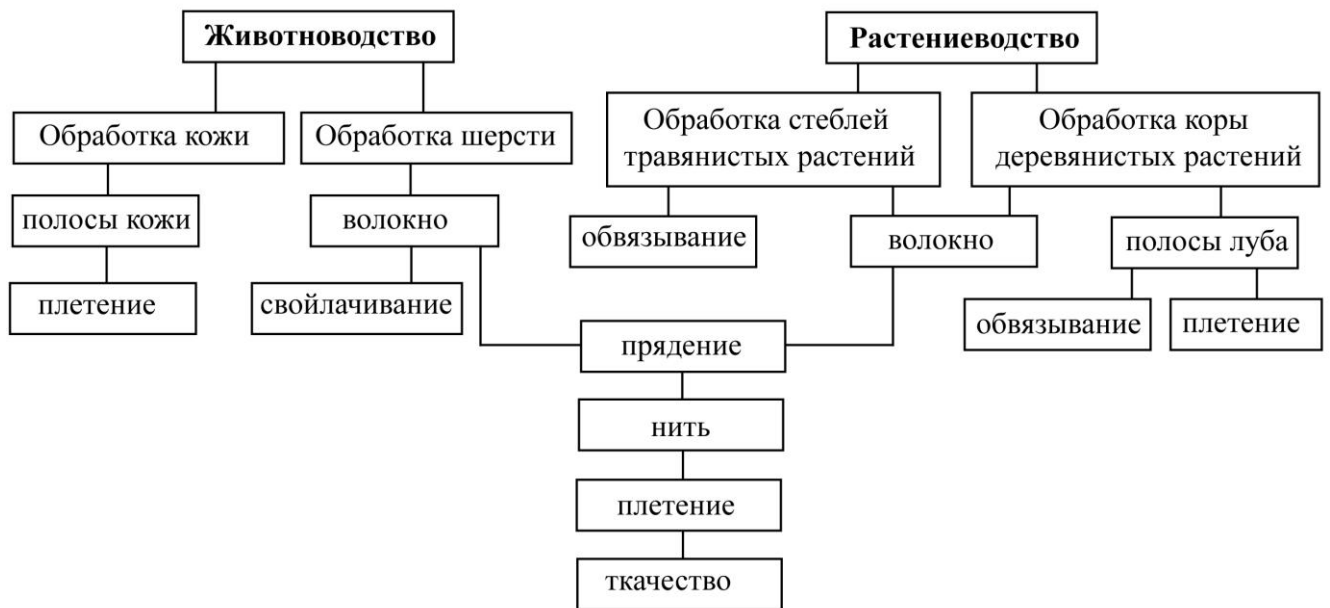 Животноводство
Растениеводство
Обработка кожи
Обработка шерсти
Обработка стеблей
травянистых растений
Обработка коры
деревянистых растений
полосы кожи
волокно
обвязывание
волокно
полосы луба
плетение
свойлачивание
обвязывание
плетение
прядение
нить
плетение
ткачество